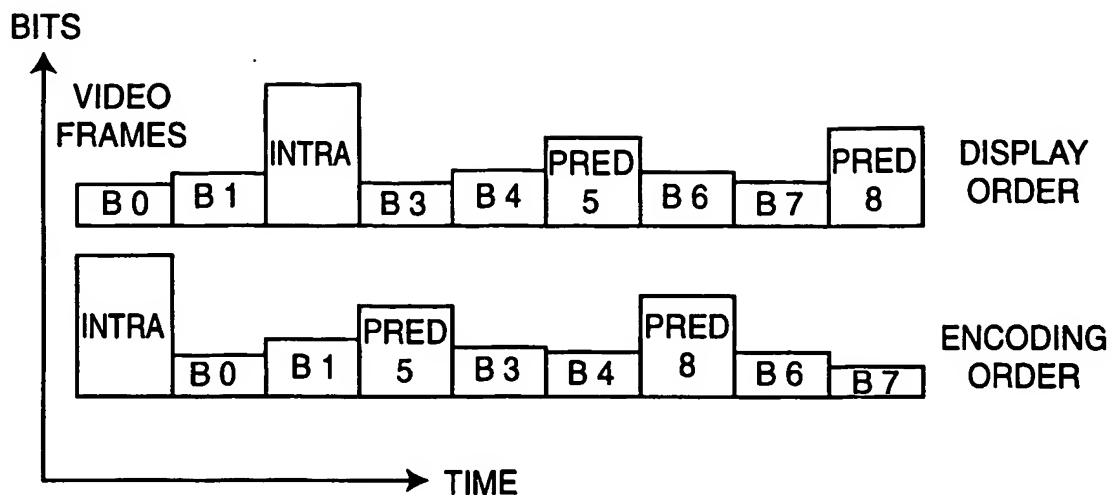 BITS
VIDEO
FRAMES
B 0
B 1
INTRA
B 3
B 4
PRED
5
B 6
B 7
PRED
8
DISPLAY
ORDER
INTRA
B 0
B 1
PRED
5
B 3
B 4
PRED
8
B 6
B 7
ENCODING
ORDER
TIME